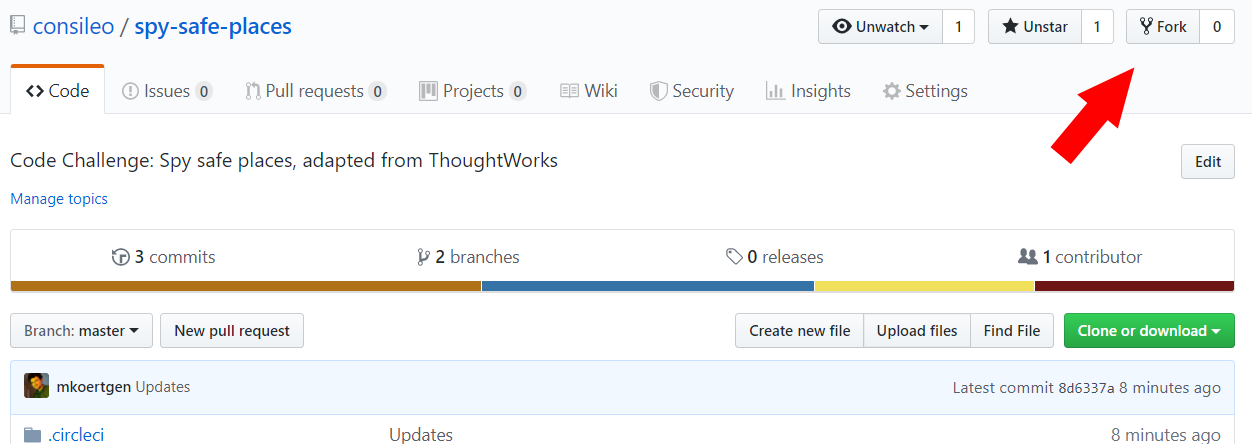 consileo / spy-safe-places Unwatch 1 Unstar 1 Fork 0
Code Issues 0 Pull requests 0 Projects 0 Wiki Security Insights Settings
Code Challenge: Spy safe places, adapted from ThoughtWorks Edit
Manage topics
3 commits 2 branches 0 releases 1 contributor
Branch: master New pull request Create new file Upload files Find File Clone or download
mkoertgen Updates Latest commit 8d6337a 8 minutes ago
.circleci Updates 8 minutes ago